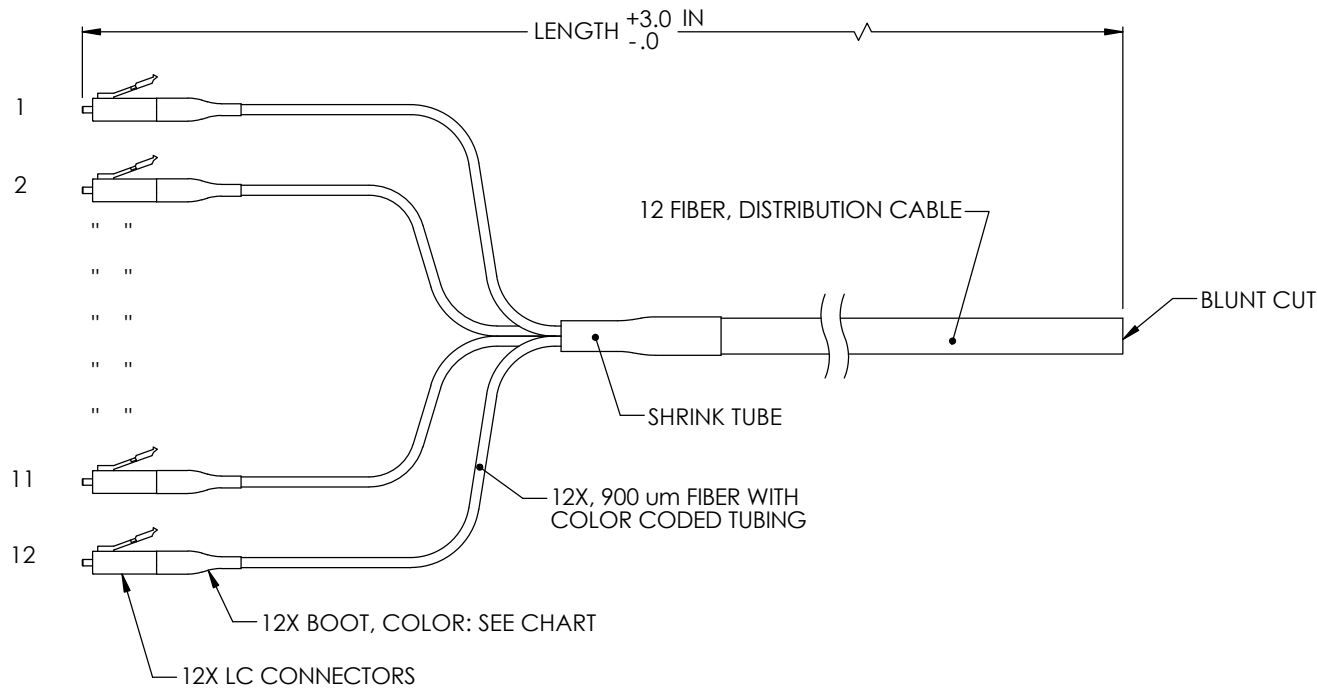 LENGTH +3.0 IN
-.0
1
2
12 FIBER, DISTRIBUTION CABLE
" "
" "
BLUNT CUT
" "
" "
" "
SHRINK TUBE
11
12X, 900 um FIBER WITH
COLOR CODED TUBING
12
12X BOOT, COLOR: SEE CHART
12X LC CONNECTORS